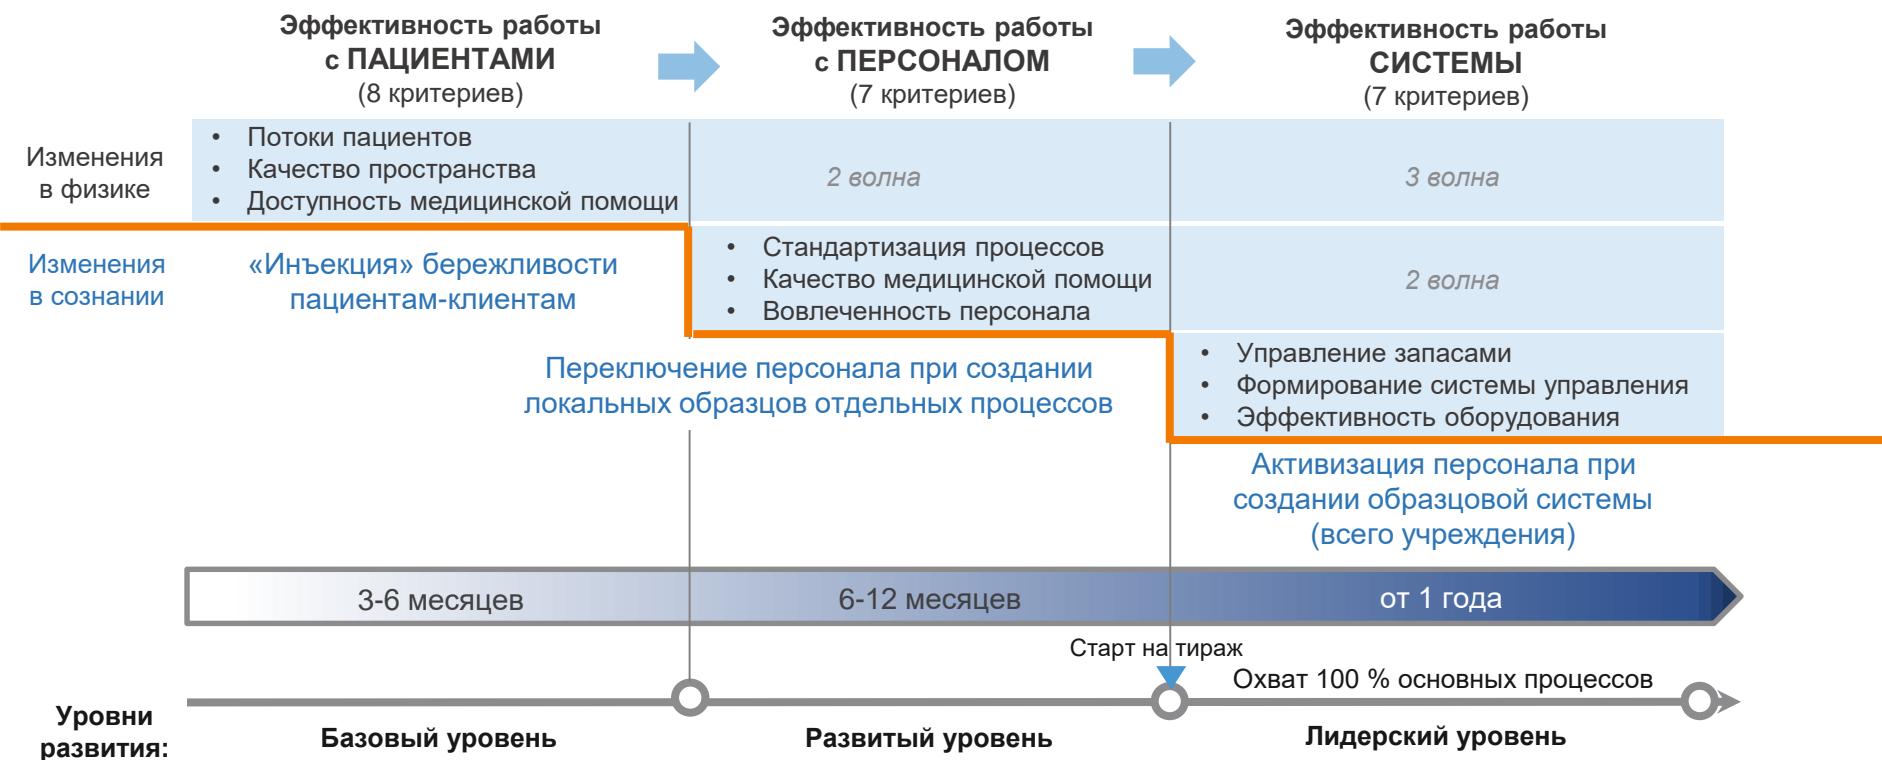 Эффективность работы
с ПАЦИЕНТАМИ
(8 критериев)
Эффективность работы
с ПЕРСОНАЛОМ
(7 критериев)
Эффективность работы
СИСТЕМЫ
(7 критериев)
Изменения
в физике
• Потоки пациентов
• Качество пространства
• Доступность медицинской помощи
2 волна
3 волна
Изменения
в сознании
«Инъекция» бережливости
пациентам-клиентам
• Стандартизация процессов
• Качество медицинской помощи
• Вовлеченность персонала
2 волна
Переключение персонала при создании
локальных образцов отдельных процессов
• Управление запасами
• Формирование системы управления
• Эффективность оборудования
Активизация персонала при
создании образцовой системы
(всего учреждения)
3-6 месяцев
6-12 месяцев
от 1 года
Старт на тираж
Охват 100 % основных процессов
Уровни
развития:
Базовый уровень
Развитый уровень
Лидерский уровень